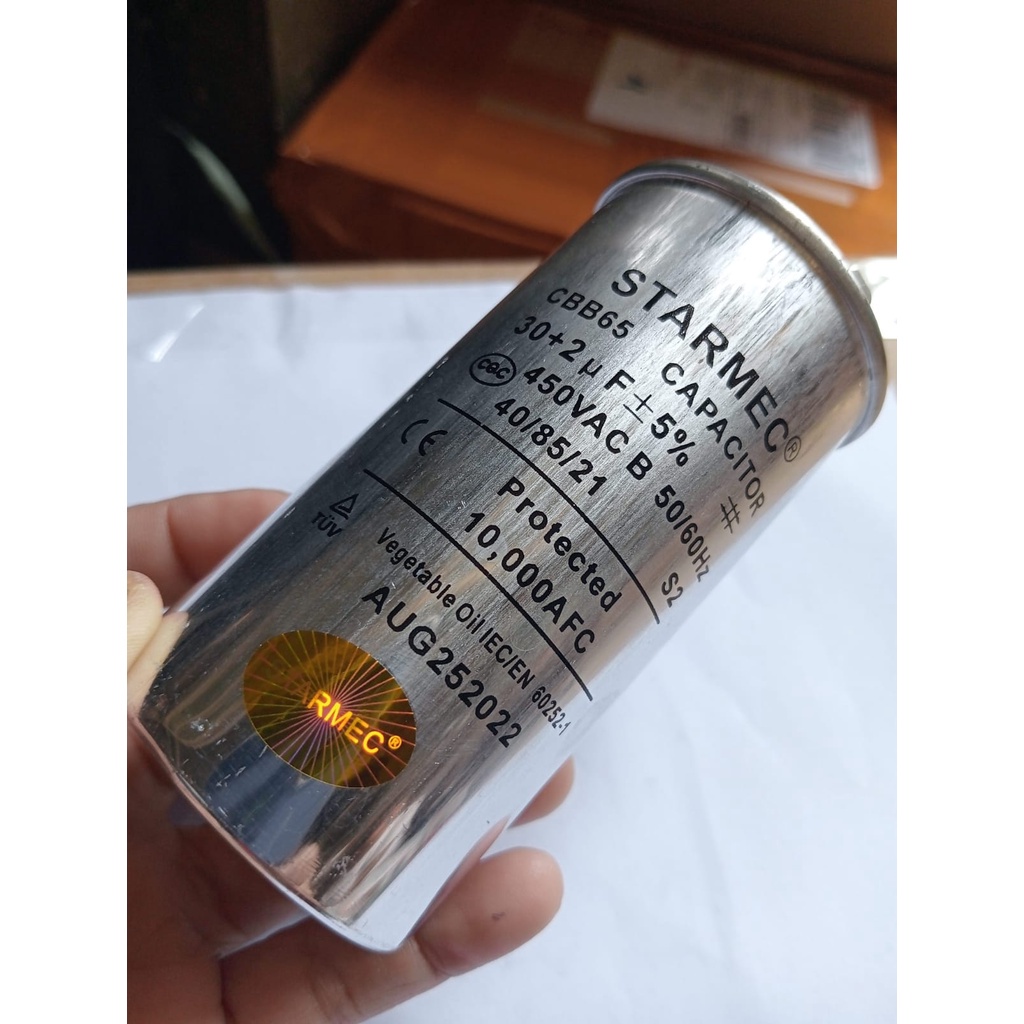 STARMEC®
CBB65 CAPACITOR
30+2μF±5% #
CQC 450VAC B 50/60Hz
40/85/21 S2
CE Protected
10,000AFC
TÜV Vegetable Oil IEC/EN 60252-1
AUG252022
ARMEC®